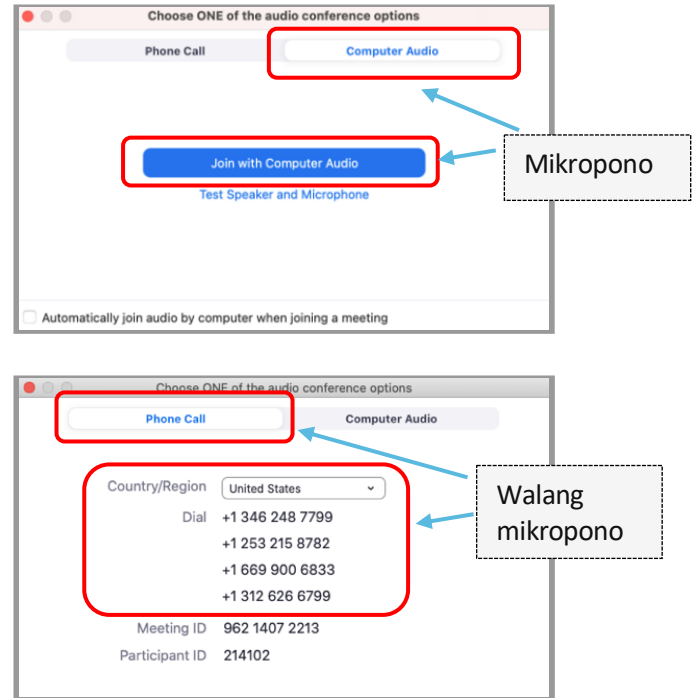 Choose ONE of the audio conference options
Phone Call
Computer Audio
Join with Computer Audio
Test Speaker and Microphone
Automatically join audio by computer when joining a meeting
Mikropono
Choose ONE of the audio conference options
Phone Call
Computer Audio
Country/Region United States
Dial +1 346 248 7799
+1 253 215 8782
+1 669 900 6833
+1 312 626 6799
Meeting ID 962 1407 2213
Participant ID 214102
Walang
mikropono